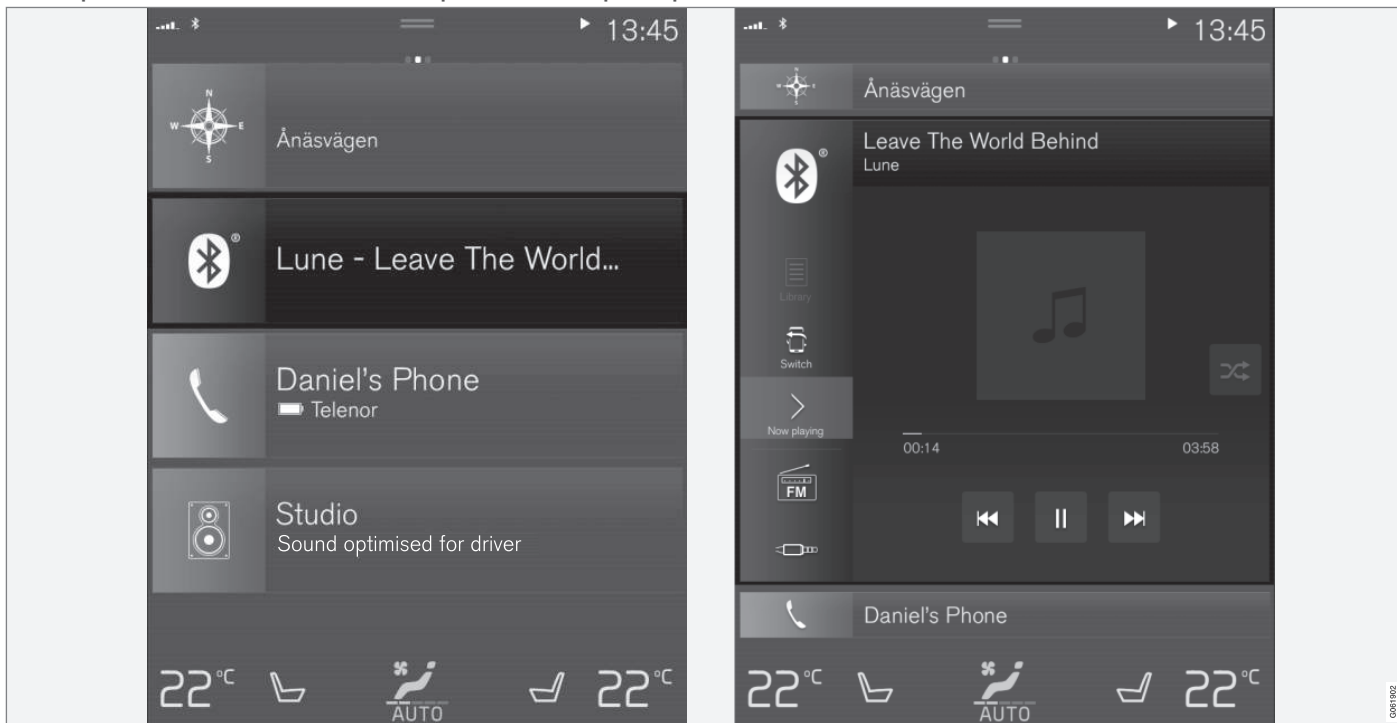 13:45
N
W E
S
Ånäsvägen
Lune - Leave The World...
Daniel's Phone
Telenor
Studio
Sound optimised for driver
22°C
AUTO
22°C
13:45
N
W E
S
Ånäsvägen
Leave The World Behind
Lune
Library
Switch
Now playing
00:14
03:58
FM
Daniel's Phone
22°C
AUTO
22°C
G061902